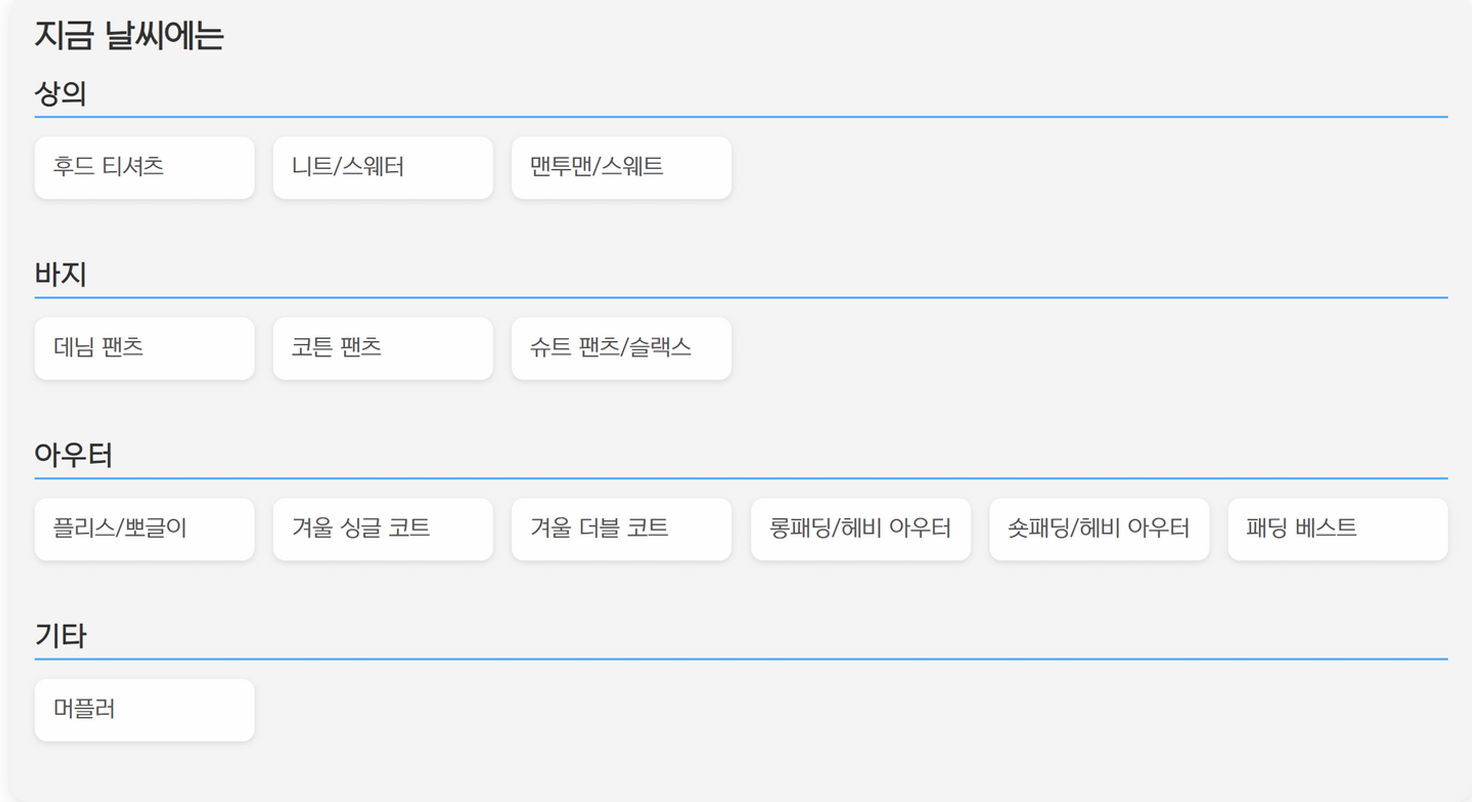 지금 날씨에는
상의
후드 티셔츠 니트/스웨터 맨투맨/스웨트
바지
데님 팬츠 코튼 팬츠 슈트 팬츠/슬랙스
아우터
플리스/뽀글이 겨울 싱글 코트 겨울 더블 코트 롱패딩/헤비 아우터 숏패딩/헤비 아우터 패딩 베스트
기타
머플러